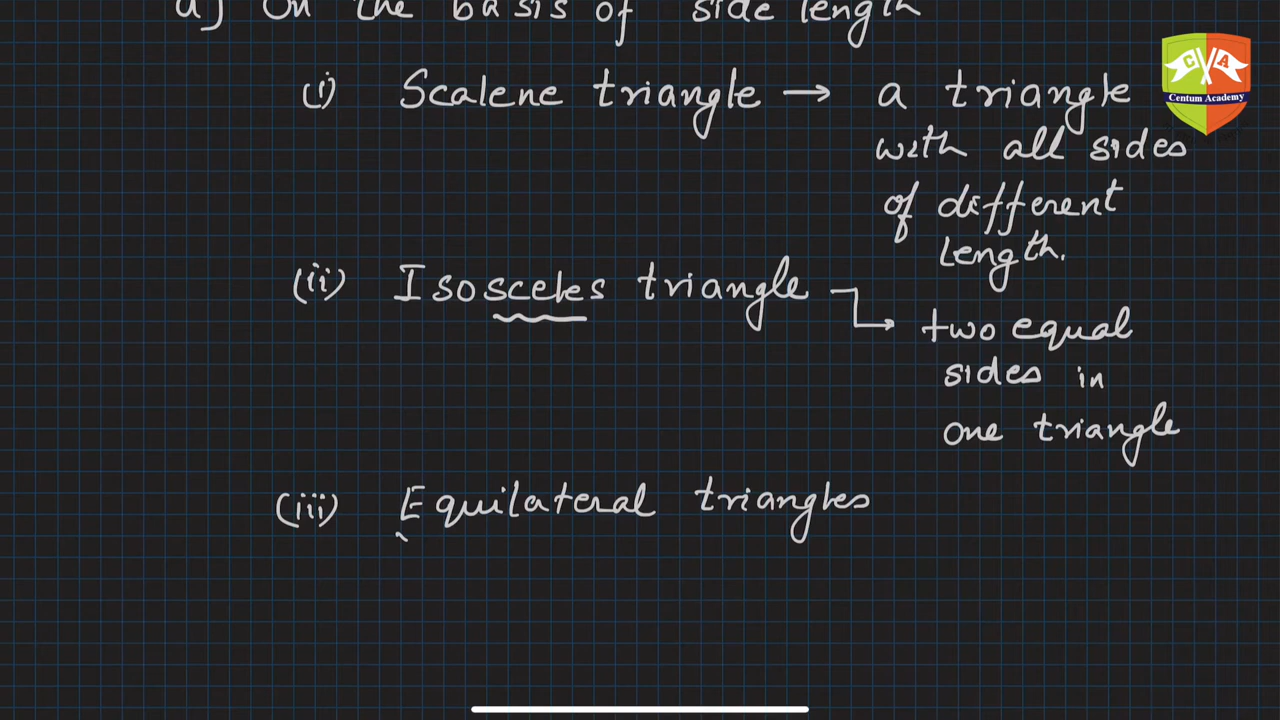 a) On the basis of side length
(i) Scalene triangle → a triangle
with all sides
of different
length.
(ii) Isosceles triangle
two equal
sides in
one triangle
(iii) Equilateral triangles
CA
Centum Academy